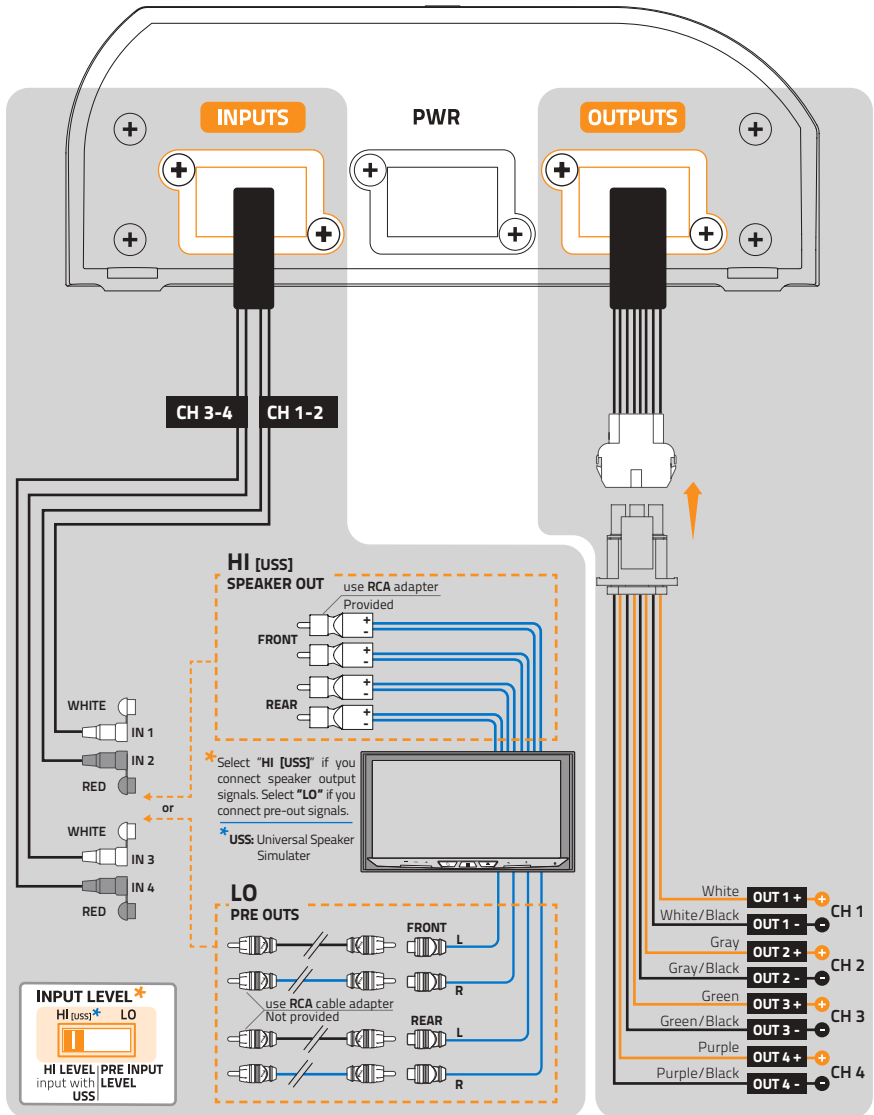 INPUTS
PWR
OUTPUTS
CH 3-4
CH 1-2
HI [USS]
SPEAKER OUT
use RCA adapter
Provided
FRONT
+
-
+
-
REAR
+
-
+
-
WHITE
IN 1
IN 2
RED
or
WHITE
IN 3
IN 4
RED
*Select "HI [USS]" if you
connect speaker output
signals. Select "LO" if you
connect pre-out signals.
*USS: Universal Speaker
Simulater
LO
PRE OUTS
FRONT
L
R
use RCA cable adapter
Not provided
REAR
L
R
INPUT LEVEL*
HI [USS]* LO
HI LEVEL
input with
USS
PRE INPUT
LEVEL
White OUT 1 + +
White/Black OUT 1 - -
CH 1
Gray OUT 2 + +
Gray/Black OUT 2 - -
CH 2
Green OUT 3 + +
Green/Black OUT 3 - -
CH 3
Purple OUT 4 + +
Purple/Black OUT 4 - -
CH 4